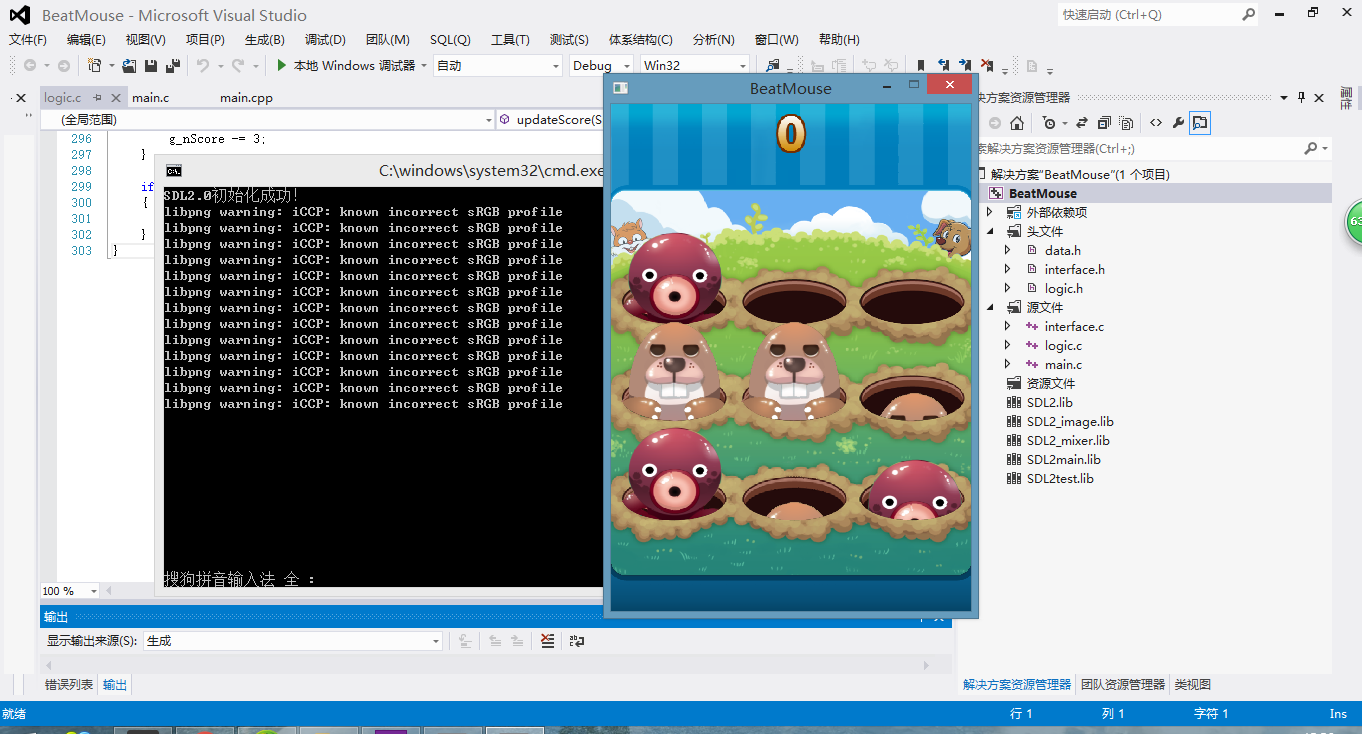 BeatMouse - Microsoft Visual Studio
快速启动 (Ctrl+Q)
文件(F) 编辑(E) 视图(V) 项目(P) 生成(B) 调试(D) 团队(M) SQL(Q) 工具(T) 测试(S) 体系结构(C) 分析(N) 窗口(W) 帮助(H)
本地 Windows 调试器 自动 Debug Win32
logic.c main.c main.cpp
(全局范围) updateScore(S
296 g_nScore -= 3;
297 }
298
299 if
300 {
301
302 }
303 }
C:\windows\system32\cmd.exe
SDL2.0初始化成功!
libpng warning: iCCP: known incorrect sRGB profile
libpng warning: iCCP: known incorrect sRGB profile
libpng warning: iCCP: known incorrect sRGB profile
libpng warning: iCCP: known incorrect sRGB profile
libpng warning: iCCP: known incorrect sRGB profile
libpng warning: iCCP: known incorrect sRGB profile
libpng warning: iCCP: known incorrect sRGB profile
libpng warning: iCCP: known incorrect sRGB profile
libpng warning: iCCP: known incorrect sRGB profile
libpng warning: iCCP: known incorrect sRGB profile
libpng warning: iCCP: known incorrect sRGB profile
libpng warning: iCCP: known incorrect sRGB profile
libpng warning: iCCP: known incorrect sRGB profile
搜狗拼音输入法 全 :
BeatMouse
0
方案资源管理器
解决方案资源管理器(Ctrl+;)
解决方案"BeatMouse"(1 个项目)
BeatMouse
外部依赖项
头文件
data.h
interface.h
logic.h
源文件
interface.c
logic.c
main.c
资源文件
SDL2.lib
SDL2_image.lib
SDL2_mixer.lib
SDL2main.lib
SDL2test.lib
63
100 %
输出
显示输出来源(S): 生成
错误列表 输出
解决方案资源管理器 团队资源管理器 类视图
就绪 行 1 列 1 字符 1 Ins